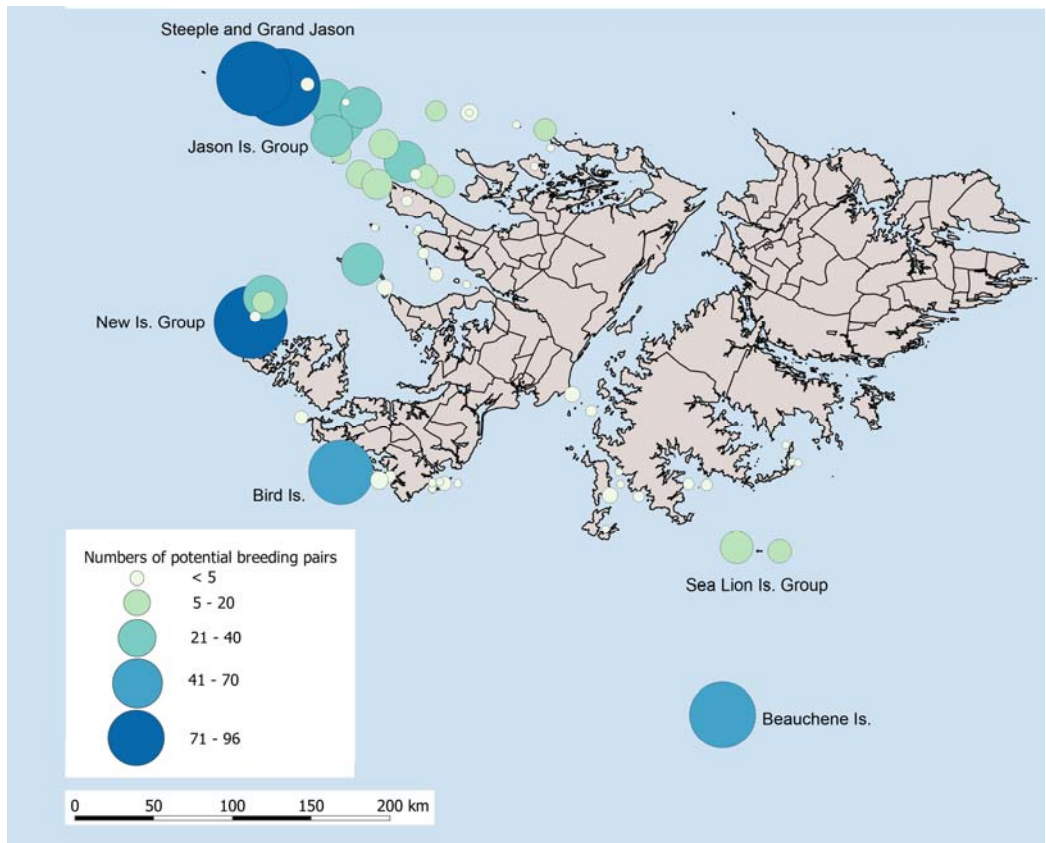 Steeple and Grand Jason
Jason Is. Group
New Is. Group
Bird Is.
Sea Lion Is. Group
Beauchene Is.
Numbers of potential breeding pairs
< 5
5 - 20
21 - 40
41 - 70
71 - 96
0 50 100 150 200 km